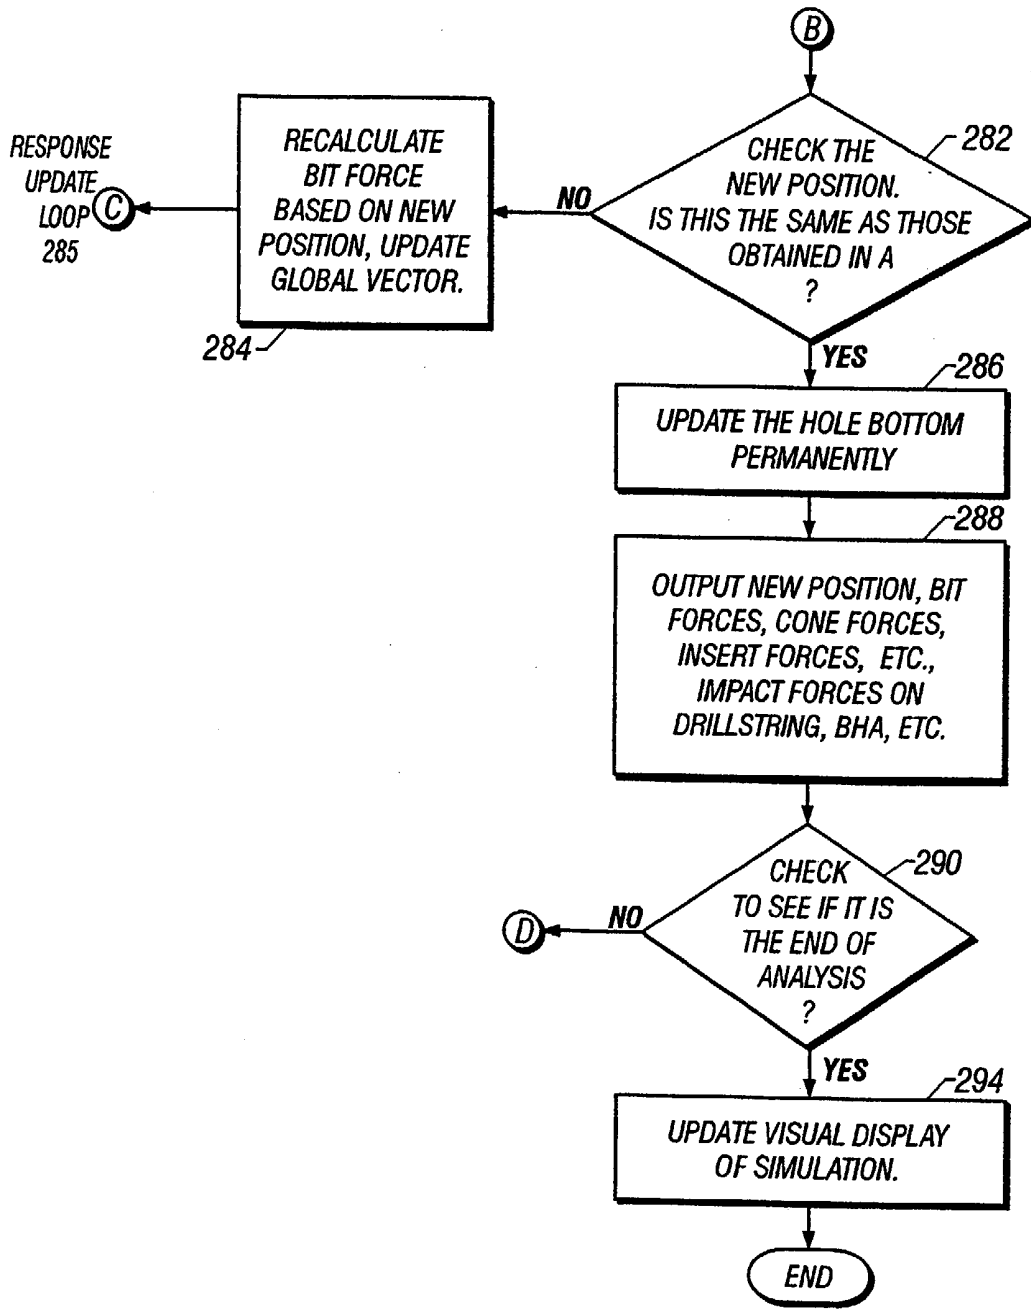 B
CHECK THE
NEW POSITION.
IS THIS THE SAME AS THOSE
OBTAINED IN A
?
282
NO
RECALCULATE
BIT FORCE
BASED ON NEW
POSITION, UPDATE
GLOBAL VECTOR.
284
RESPONSE
UPDATE
LOOP
285
C
YES
286
UPDATE THE HOLE BOTTOM
PERMANENTLY
288
OUTPUT NEW POSITION, BIT
FORCES, CONE FORCES,
INSERT FORCES, ETC.,
IMPACT FORCES ON
DRILLSTRING, BHA, ETC.
290
CHECK
TO SEE IF IT IS
THE END OF
ANALYSIS
?
NO
D
YES
294
UPDATE VISUAL DISPLAY
OF SIMULATION.
END